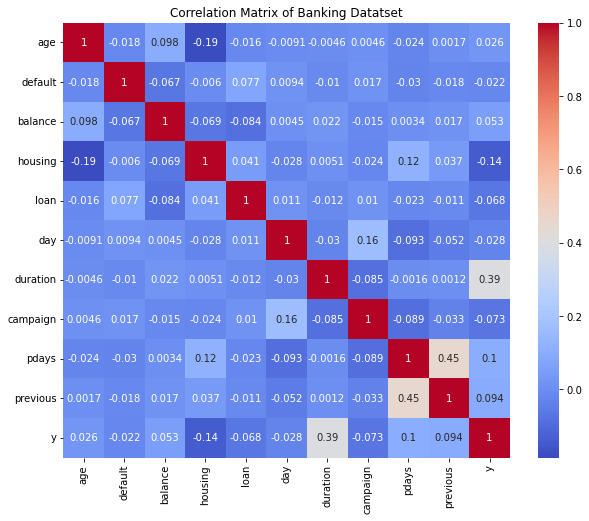 Correlation Matrix of Banking Datatset
age 1 -0.018 0.098 -0.19 -0.016 -0.0091 -0.0046 0.0046 -0.024 0.0017 0.026
default -0.018 1 -0.067 -0.006 0.077 0.0094 -0.01 0.017 -0.03 -0.018 -0.022
balance 0.098 -0.067 1 -0.069 -0.084 0.0045 0.022 -0.015 0.0034 0.017 0.053
housing -0.19 -0.006 -0.069 1 0.041 -0.028 0.0051 -0.024 0.12 0.037 -0.14
loan -0.016 0.077 -0.084 0.041 1 0.011 -0.012 0.01 -0.023 -0.011 -0.068
day -0.0091 0.0094 0.0045 -0.028 0.011 1 -0.03 0.16 -0.093 -0.052 -0.028
duration -0.0046 -0.01 0.022 0.0051 -0.012 -0.03 1 -0.085 -0.0016 0.0012 0.39
campaign 0.0046 0.017 -0.015 -0.024 0.01 0.16 -0.085 1 -0.089 -0.033 -0.073
pdays -0.024 -0.03 0.0034 0.12 -0.023 -0.093 -0.0016 -0.089 1 0.45 0.1
previous 0.0017 -0.018 0.017 0.037 -0.011 -0.052 0.0012 -0.033 0.45 1 0.094
y 0.026 -0.022 0.053 -0.14 -0.068 -0.028 0.39 -0.073 0.1 0.094 1
age default balance housing loan day duration campaign pdays previous y
1.0
0.8
0.6
0.4
0.2
0.0